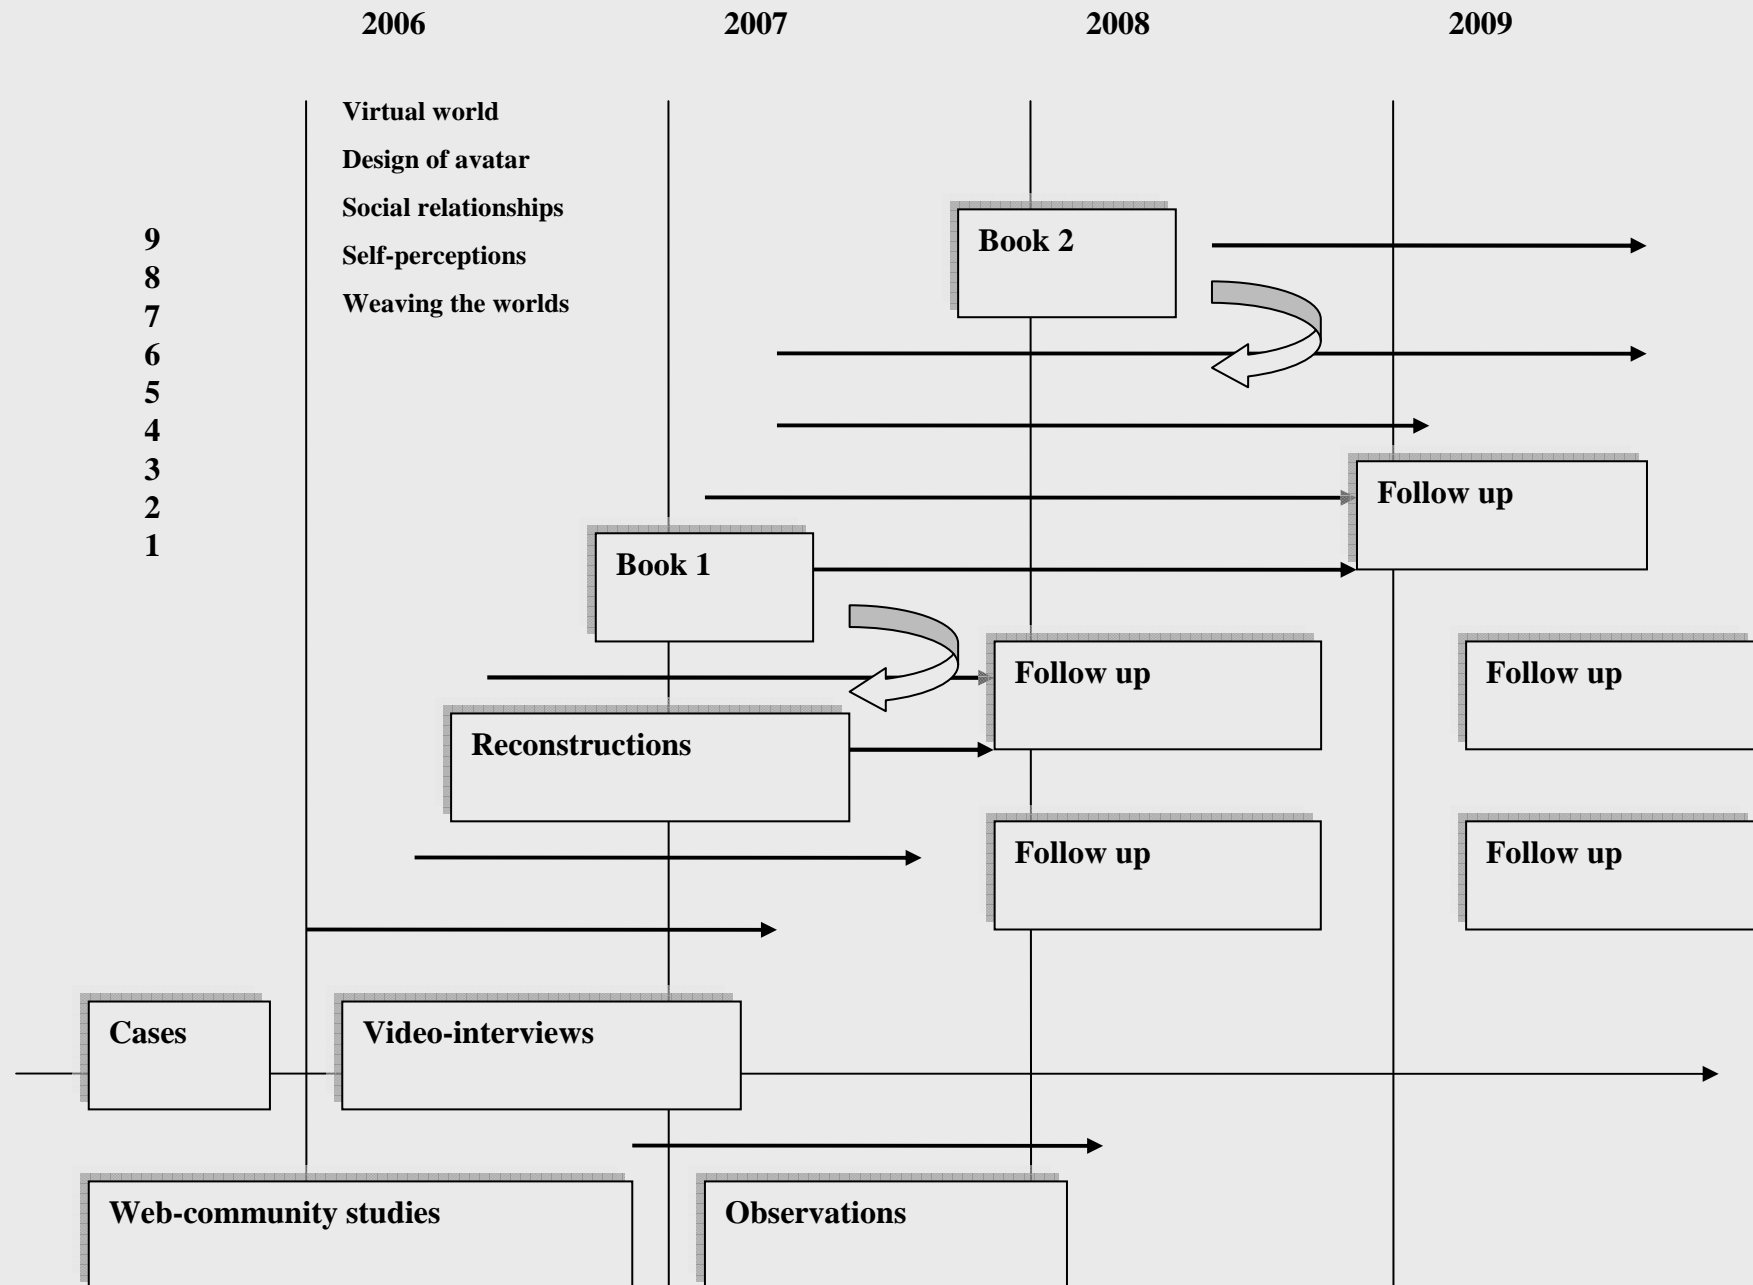 2006 2007 2008 2009
Virtual world
Design of avatar
Social relationships
Self-perceptions
Weaving the worlds
9
8
7
6
5
4
3
2
1
Book 2
Follow up
Book 1
Follow up
Follow up
Reconstructions
Follow up
Follow up
Cases
Video-interviews
Web-community studies
Observations